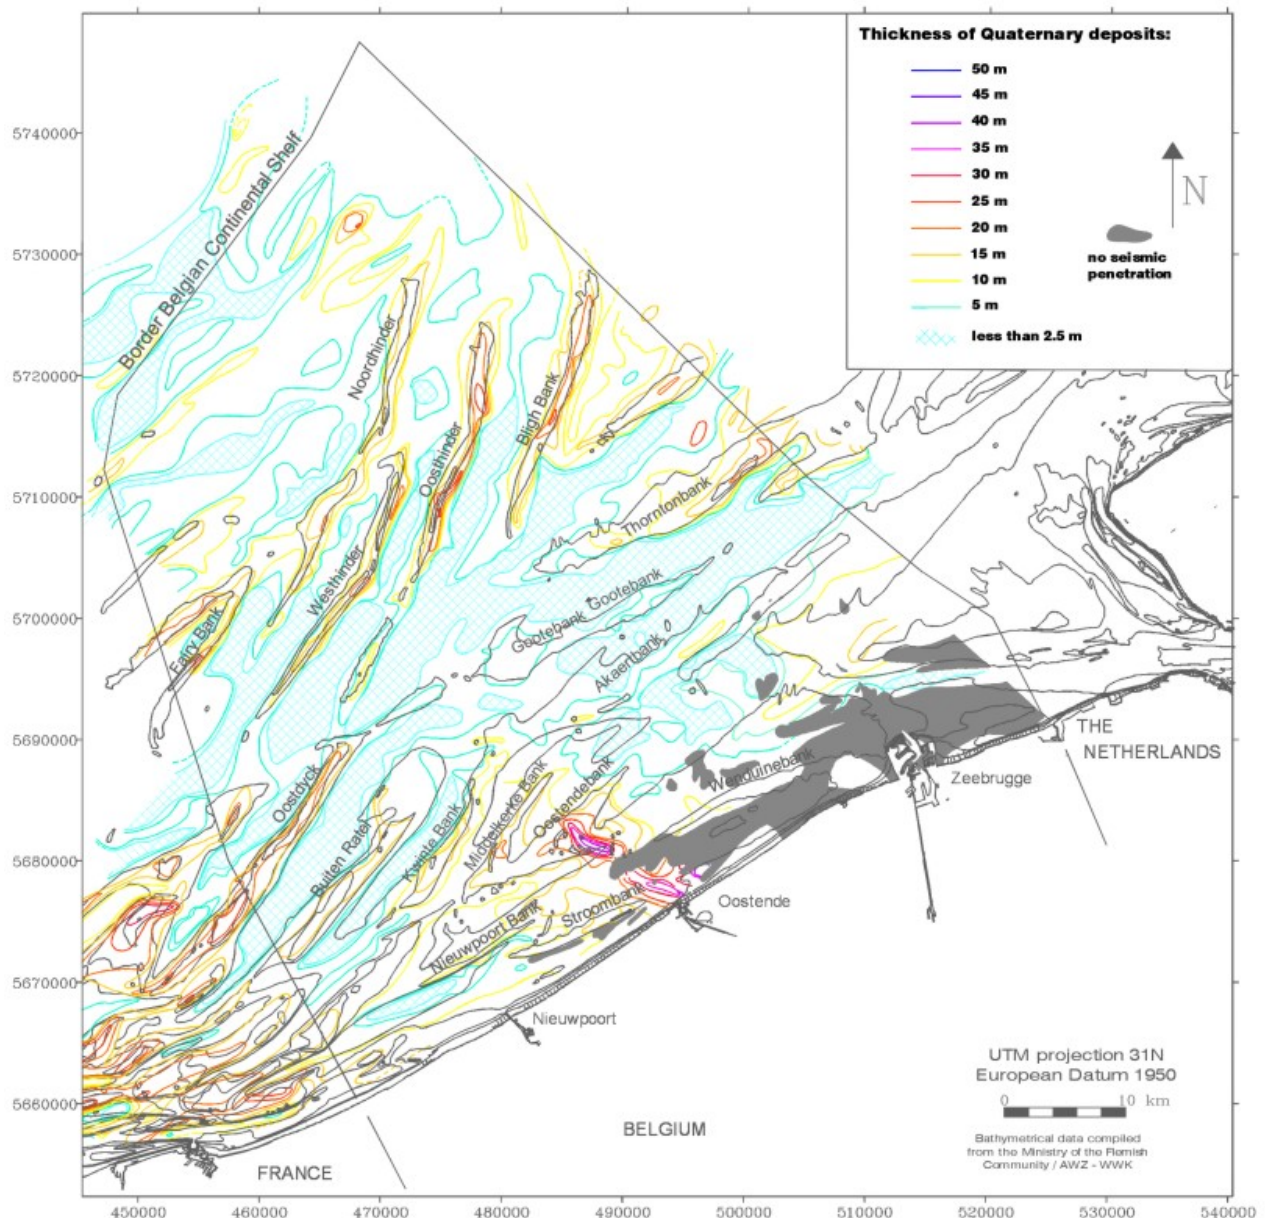 Thickness of Quaternary deposits:
50 m
45 m
40 m
35 m
30 m
25 m
20 m
15 m
10 m
5 m
less than 2.5 m
N
no seismic
penetration
5740000
5730000
5720000
5710000
5700000
5690000
5680000
5670000
5660000
Border Belgian Continental Shelf
Noordhinder
Oosthinder
Bligh Bank
Thorntonbank
Westhinder
Fairy Bank
Gootebank
Gootebank
Akaertbank
Oostdyck
Buiten Ratel
Kwinte Bank
Middelkerke Bank
Oostendebank
Wenduinebank
Stroombank
Nieuwpoort Bank
THE
NETHERLANDS
Zeebrugge
Oostende
Nieuwpoort
BELGIUM
FRANCE
UTM projection 31N
European Datum 1950
0 10 km
Bathymetrical data compiled
from the Ministry of the Flemish
Community / AWZ - WWK
450000 460000 470000 480000 490000 500000 510000 520000 530000 540000